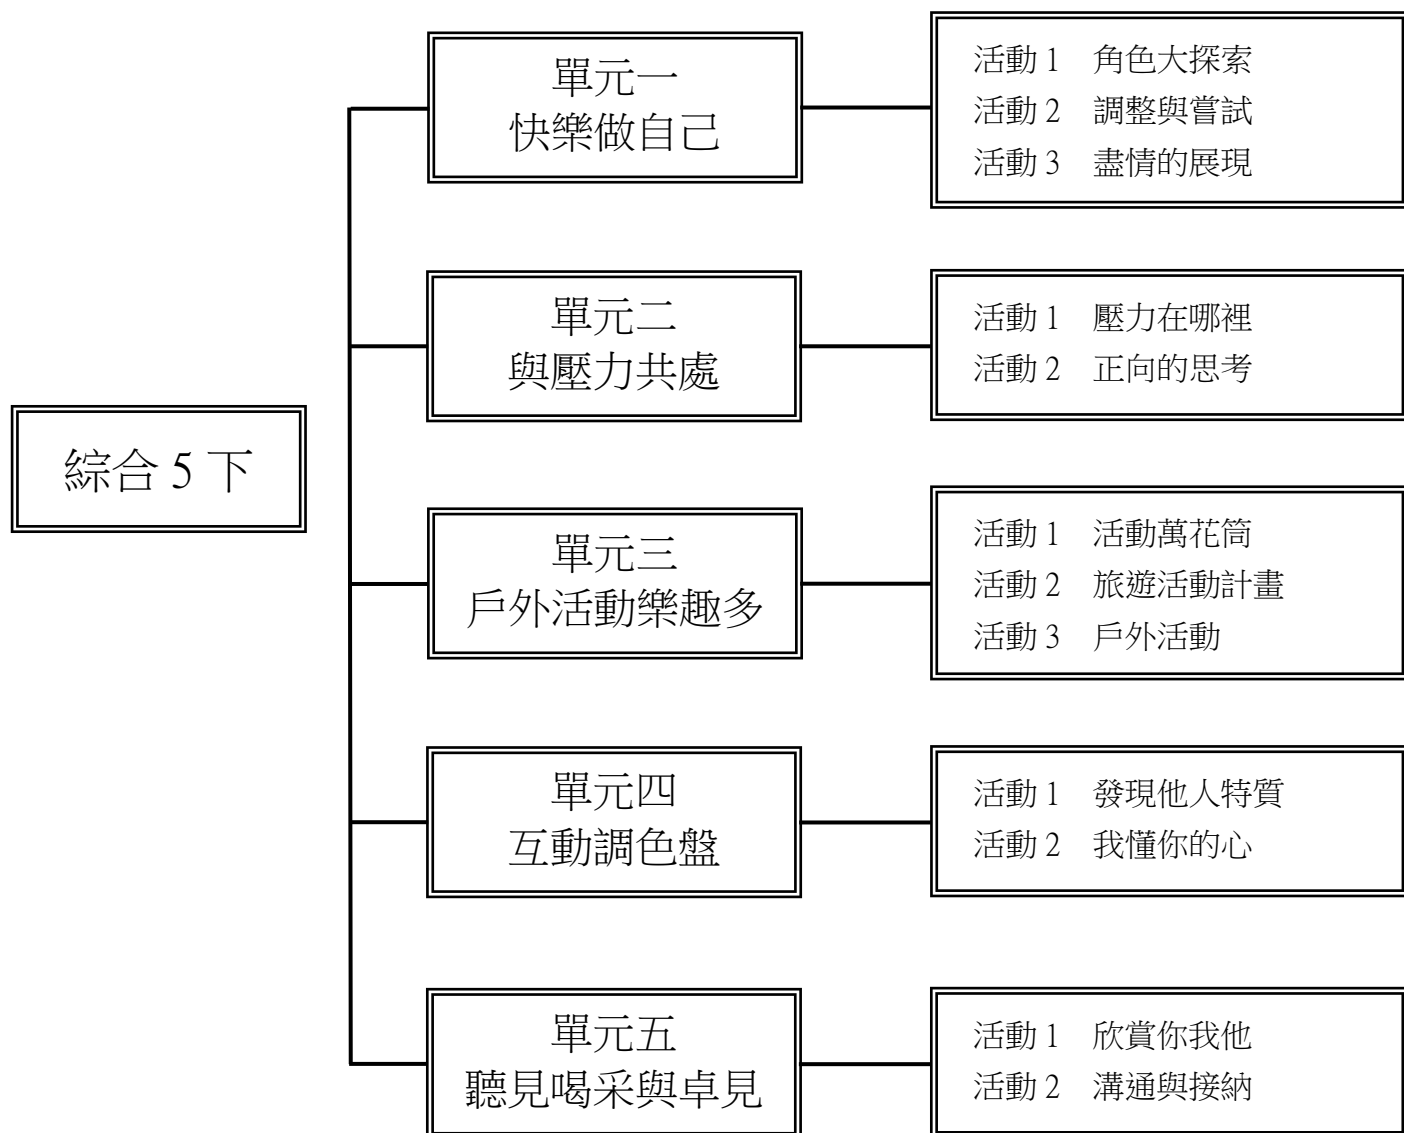 綜合 5 下
單元一
快樂做自己
活動 1 角色大探索
活動 2 調整與嘗試
活動 3 盡情的展現
單元二
與壓力共處
活動 1 壓力在哪裡
活動 2 正向的思考
單元三
戶外活動樂趣多
活動 1 活動萬花筒
活動 2 旅遊活動計畫
活動 3 戶外活動
單元四
互動調色盤
活動 1 發現他人特質
活動 2 我懂你的心
單元五
聽見喝采與卓見
活動 1 欣賞你我他
活動 2 溝通與接納